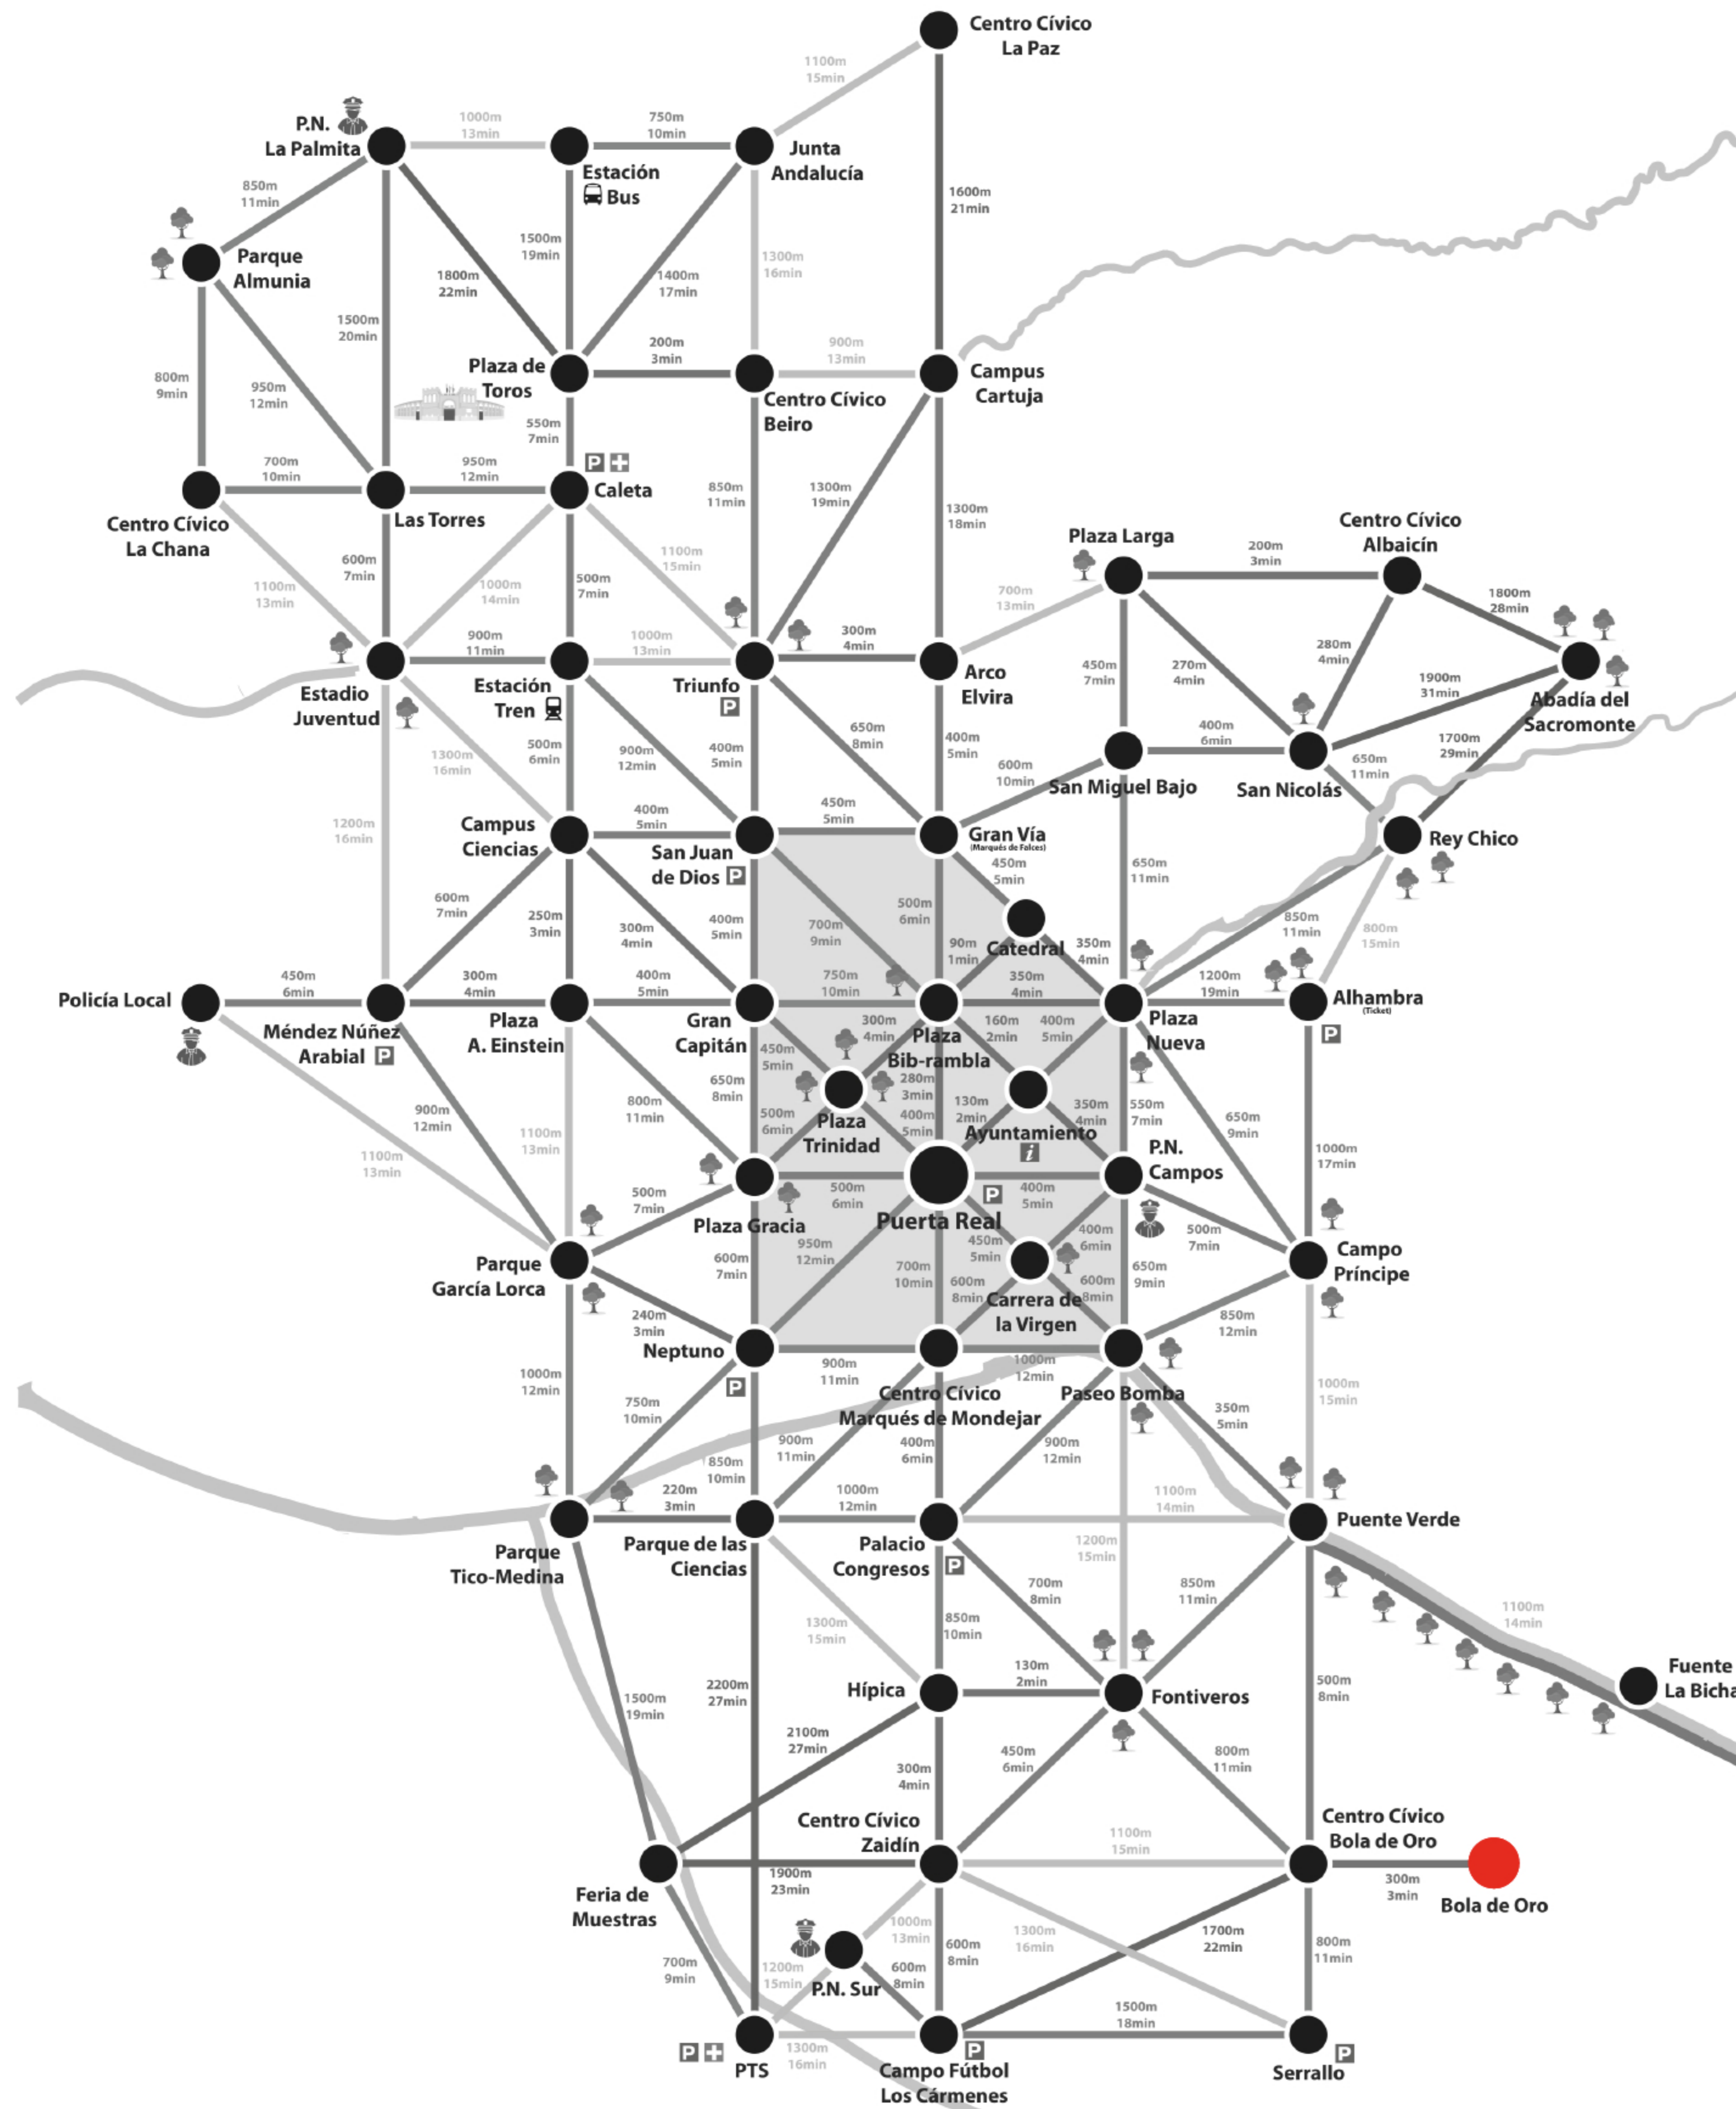 Centro Cívico
La Paz
1100m
15min
P.N.
La Palmita
1000m
13min
750m
10min
Junta
Andalucía
Estación
Bus
850m
11min
1600m
21min
1500m
19min
Parque
Almunia
1800m
22min
1400m
17min
1300m
16min
1500m
20min
200m
3min
900m
13min
Plaza de
Toros
Campus
Cartuja
800m
9min
950m
12min
Centro Cívico
Beiro
550m
7min
700m
10min
950m
12min
P
Caleta
850m
11min
1300m
19min
1300m
18min
Centro Cívico
La Chana
Las Torres
Plaza Larga
Centro Cívico
Albaicín
200m
3min
600m
7min
1100m
15min
1100m
13min
1000m
14min
500m
7min
700m
13min
1800m
28min
900m
11min
1000m
13min
300m
4min
280m
4min
450m
7min
270m
4min
1900m
31min
Estadio
Juventud
Estación
Tren
Triunfo
P
Arco
Elvira
Abadía del
Sacromonte
1300m
16min
500m
6min
900m
12min
400m
5min
650m
8min
400m
5min
600m
10min
400m
6min
1700m
29min
650m
11min
San Miguel Bajo
San Nicolás
1200m
16min
Campus
Ciencias
400m
5min
450m
5min
Gran Vía
(Marqués de Falces)
Rey Chico
San Juan
de Dios P
450m
5min
650m
11min
600m
7min
250m
3min
300m
4min
400m
5min
700m
9min
500m
6min
90m
1min
Catedral
350m
4min
850m
11min
800m
15min
Policía Local
450m
6min
300m
4min
400m
5min
750m
10min
350m
4min
1200m
19min
Alhambra
(Ticket)
P
Méndez Núñez
Arabial P
Plaza
A. Einstein
Gran
Capitán
300m
4min
Plaza
Bib-rambla
160m
2min
400m
5min
Plaza
Nueva
450m
5min
650m
8min
280m
3min
900m
12min
800m
11min
500m
6min
400m
5min
130m
2min
350m
4min
550m
7min
650m
9min
Plaza
Trinidad
Ayuntamiento
i
1100m
13min
1100m
13min
P.N.
Campos
1000m
17min
500m
7min
500m
6min
P
400m
5min
Plaza Gracia
Puerta Real
Parque
García Lorca
600m
7min
950m
12min
450m
5min
400m
6min
500m
7min
Campo
Príncipe
700m
10min
600m
8min
600m
8min
650m
9min
Carrera de
la Virgen
240m
3min
850m
12min
Neptuno
P
900m
11min
1000m
12min
1000m
12min
Centro Cívico
Marqués de Mondejar
Paseo Bomba
1000m
15min
750m
10min
350m
5min
850m
10min
900m
11min
400m
6min
900m
12min
220m
3min
1000m
12min
1100m
14min
Puente Verde
Parque
Tico-Medina
Parque de las
Ciencias
Palacio
Congresos P
1200m
15min
700m
8min
850m
11min
1300m
15min
850m
10min
1100m
14min
130m
2min
Hípica
Fontiveros
Fuente
La Bicha
1500m
19min
2200m
27min
500m
8min
2100m
27min
300m
4min
450m
6min
800m
11min
Centro Cívico
Zaidín
Centro Cívico
Bola de Oro
1100m
15min
1900m
23min
300m
3min
Bola de Oro
Feria de
Muestras
1000m
13min
1300m
16min
1700m
22min
600m
8min
800m
11min
700m
9min
1200m
15min
P.N. Sur
600m
8min
1500m
18min
P
PTS
1300m
16min
P
Campo Fútbol
Los Cármenes
Serrallo P